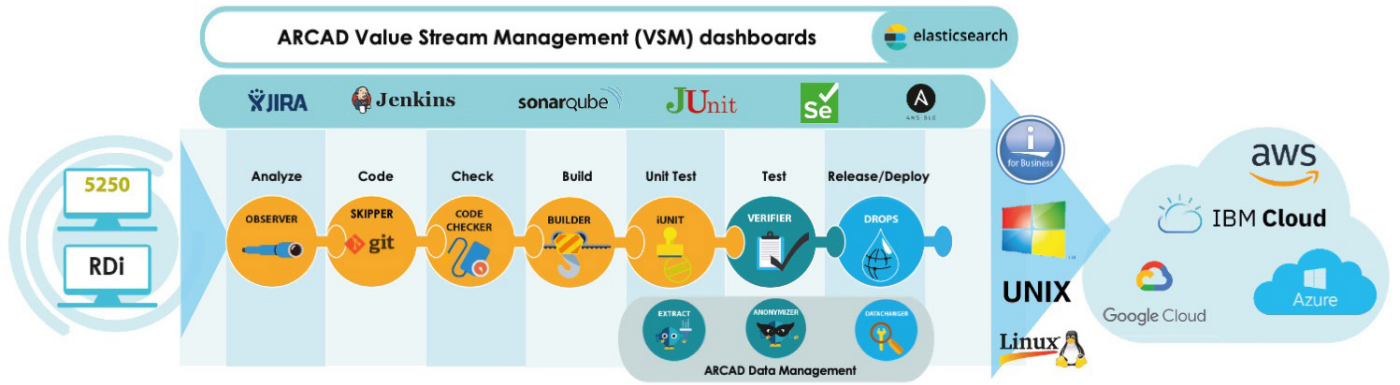 ARCAD Value Stream Management (VSM) dashboards
elasticsearch
JIRA
Jenkins
sonarqube
JUnit
Se
A
ANSIBLE
5250
RDi
Analyze
Code
Check
Build
Unit Test
Test
Release/Deploy
OBSERVER
SKIPPER
git
CODE
CHECKER
BUILDER
iUNIT
VERIFIER
DROPS
EXTRACT
ANONYMIZER
DATACHANGER
ARCAD Data Management
i
for Business
UNIX
Linux
aws
IBM Cloud
Google Cloud
Azure